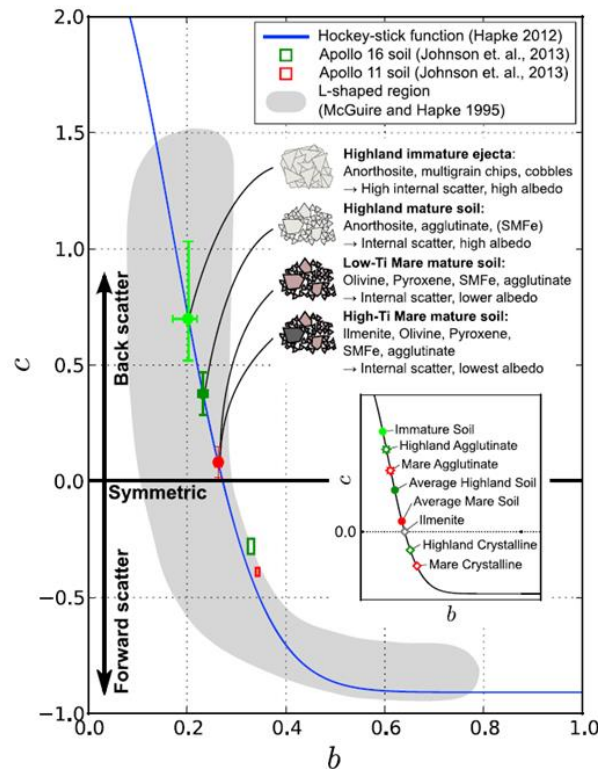 Hockey-stick function (Hapke 2012)
Apollo 16 soil (Johnson et. al., 2013)
Apollo 11 soil (Johnson et. al., 2013)
L-shaped region
(McGuire and Hapke 1995)
2.0
1.5
1.0
0.5
0.0
−0.5
−1.0
c
Back scatter
Symmetric
Forward scatter
Highland immature ejecta:
Anorthosite, multigrain chips, cobbles
→ High internal scatter, high albedo
Highland mature soil:
Anorthosite, agglutinate, (SMFe)
→ Internal scatter, high albedo
Low-Ti Mare mature soil:
Olivine, Pyroxene, SMFe, agglutinate
→ Internal scatter, lower albedo
High-Ti Mare mature soil:
Ilmenite, Olivine, Pyroxene,
SMFe, agglutinate
→ Internal scatter, lowest albedo
Immature Soil
Highland Agglutinate
Mare Agglutinate
Average Highland Soil
Average Mare Soil
Ilmenite
Highland Crystalline
Mare Crystalline
c
0.0
b
0.0 0.2 0.4 0.6 0.8 1.0
b